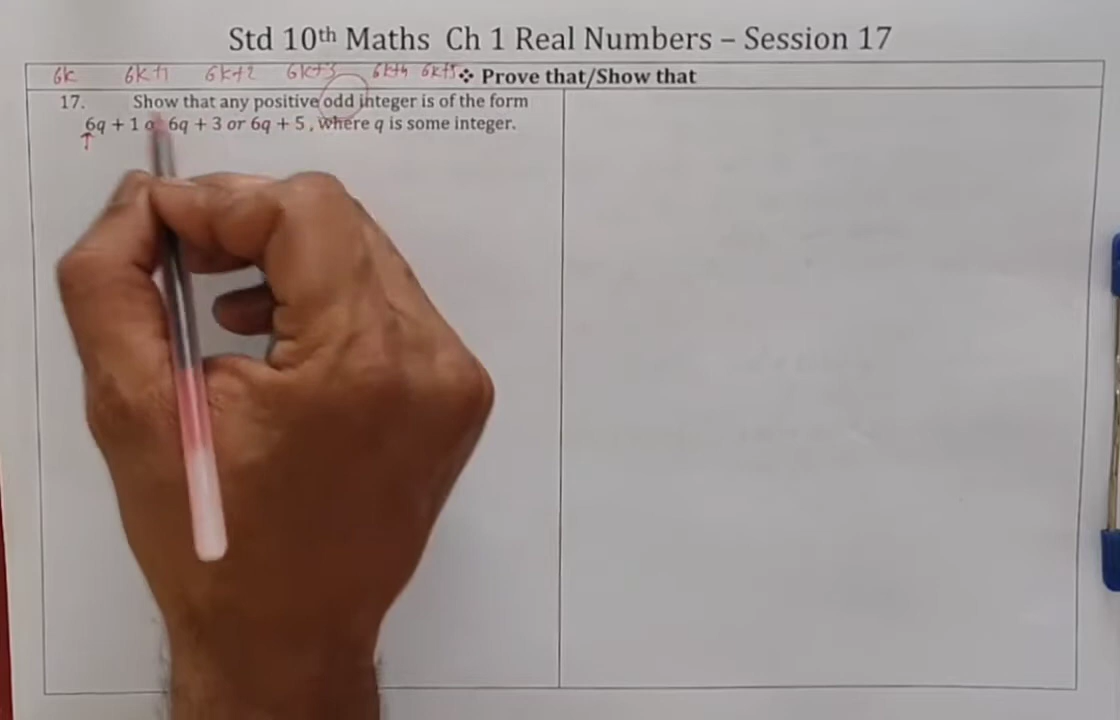 Std 10th Maths Ch 1 Real Numbers – Session 17
6k 6k+1 6k+2 6k+3 6k+4 6k+5 ❖ Prove that/Show that
17. Show that any positive odd integer is of the form
6q + 1 or 6q + 3 or 6q + 5 , where q is some integer.